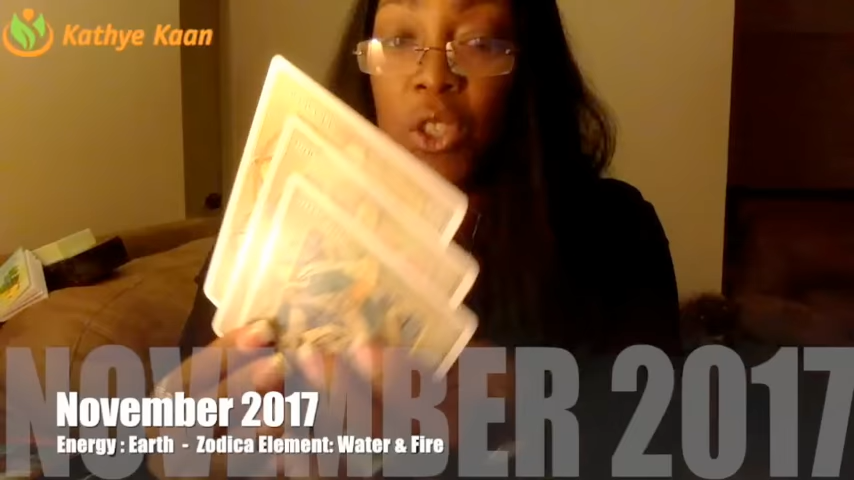 Kathye Kaan
NOVEMBER 2017
November 2017
Energy : Earth - Zodica Element: Water & Fire